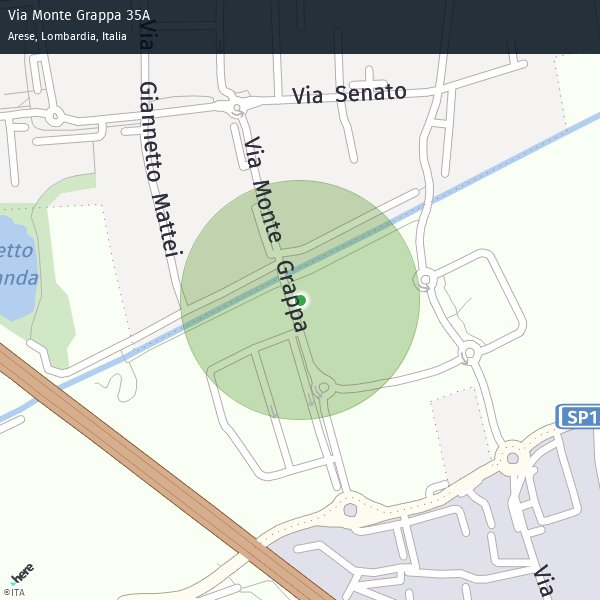 Via Monte Grappa 35A
Arese, Lombardia, Italia
Via Giannetto Mattei
Via Senato
Via Monte Grappa
etto
anda
SP1
Via
here
©ITA